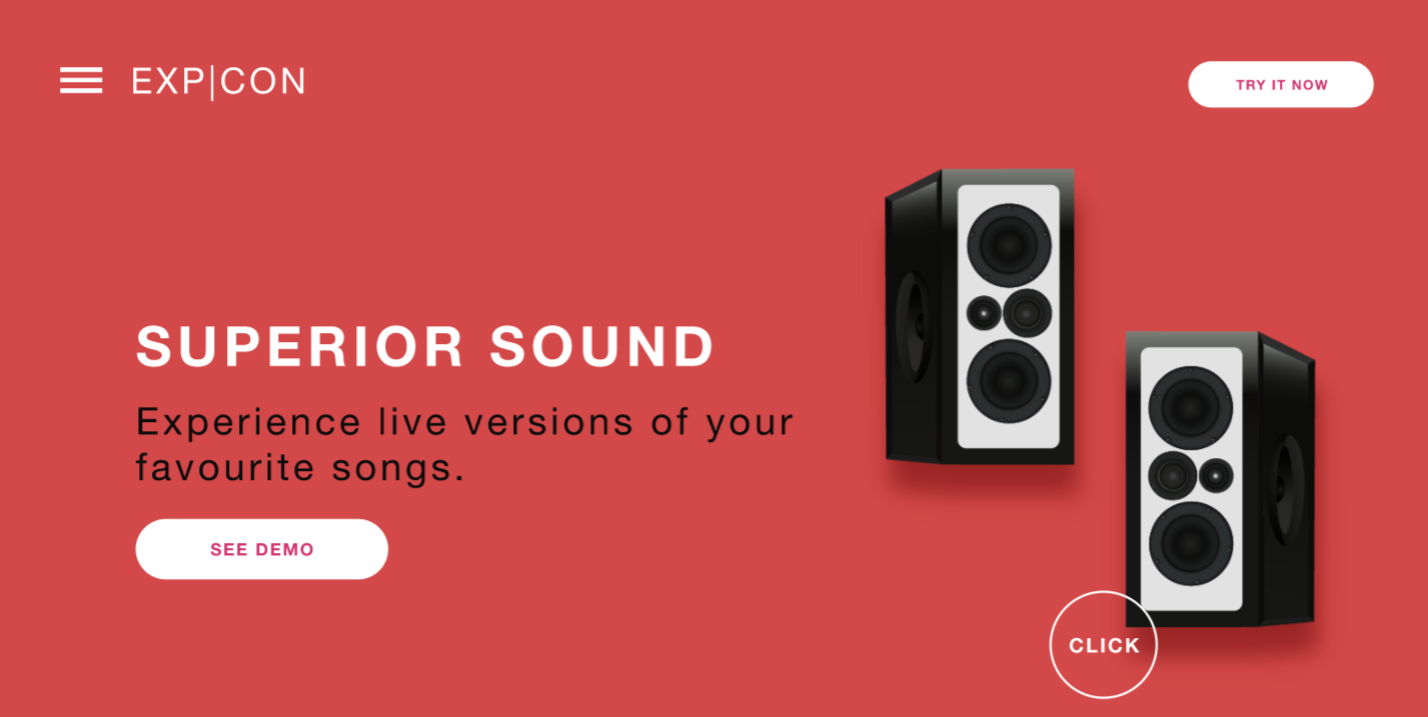 EXP|CON
TRY IT NOW
SUPERIOR SOUND
Experience live versions of your
favourite songs.
SEE DEMO
CLICK